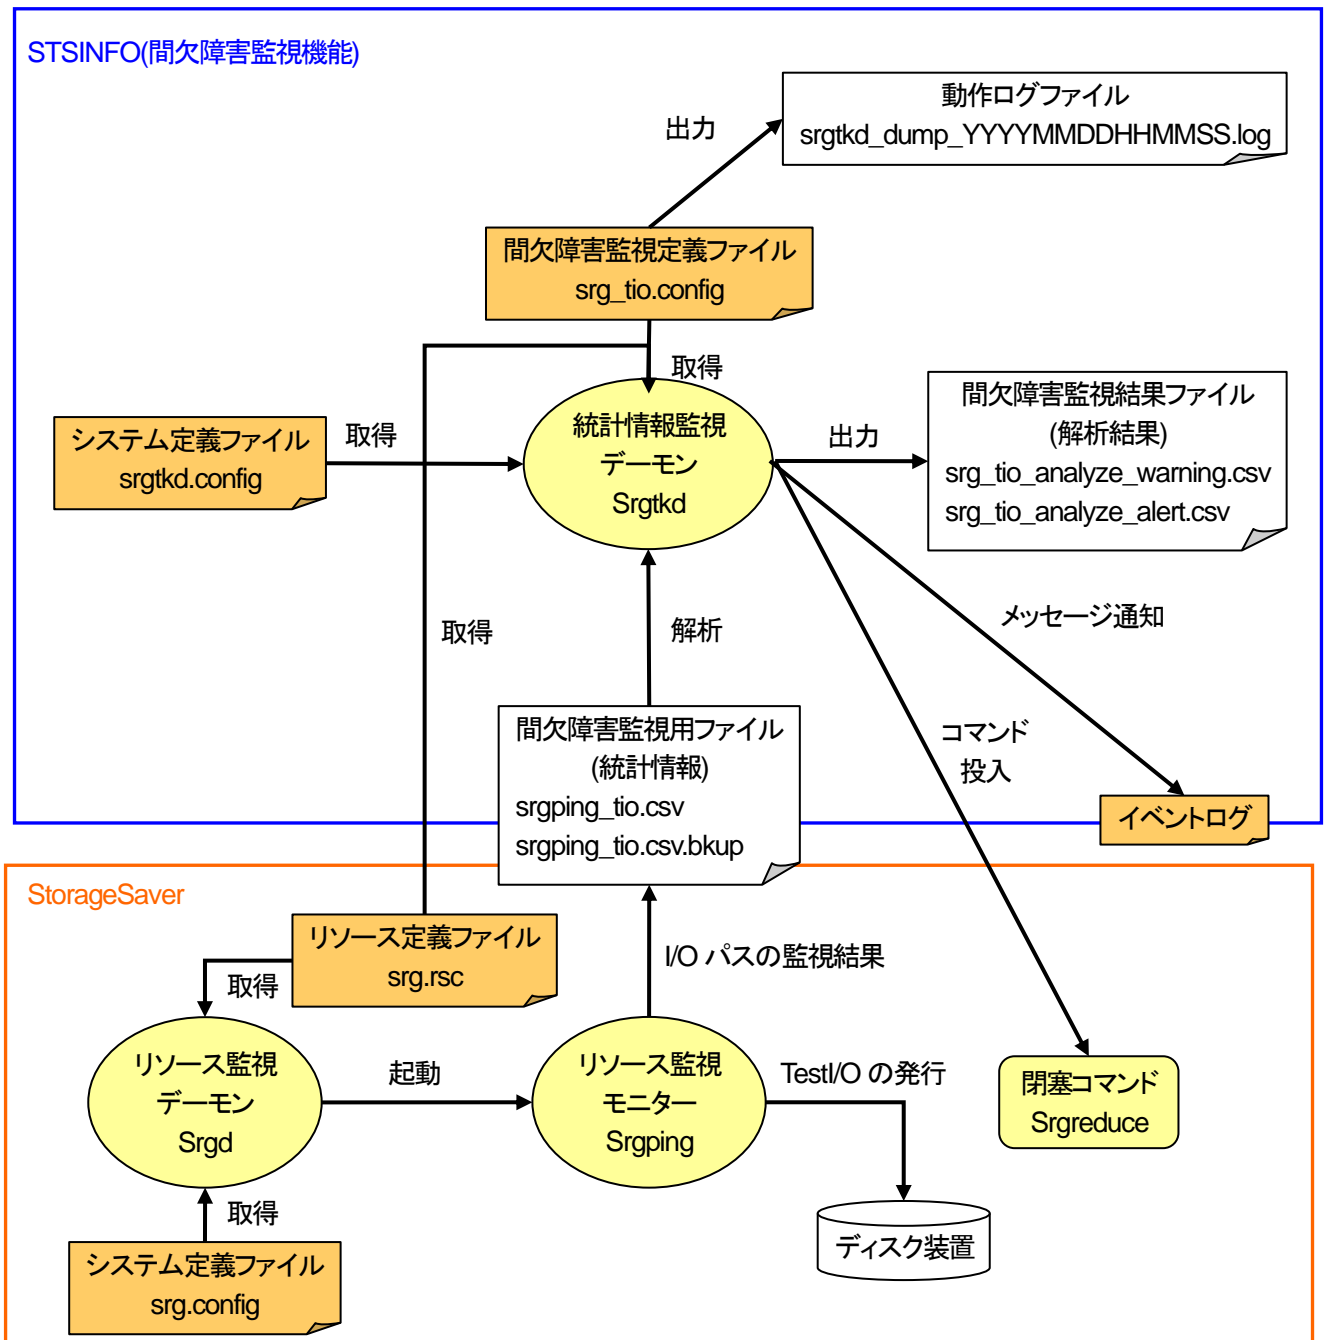 STSINFO(間欠障害監視機能)
動作ログファイル
srgtkd_dump_YYYYMMDDHHMMSS.log
出力
間欠障害監視定義ファイル
srg_tio.config
取得
システム定義ファイル
srgtkd.config
取得
統計情報監視
デーモン
Srgtkd
出力
間欠障害監視結果ファイル
(解析結果)
srg_tio_analyze_warning.csv
srg_tio_analyze_alert.csv
取得
解析
メッセージ通知
間欠障害監視用ファイル
(統計情報)
srgping_tio.csv
srgping_tio.csv.bkup
コマンド
投入
イベントログ
StorageSaver
リソース定義ファイル
srg.rsc
I/O パスの監視結果
取得
リソース監視
デーモン
Srgd
起動
リソース監視
モニター
Srgping
TestI/O の発行
閉塞コマンド
Srgreduce
取得
ディスク装置
システム定義ファイル
srg.config